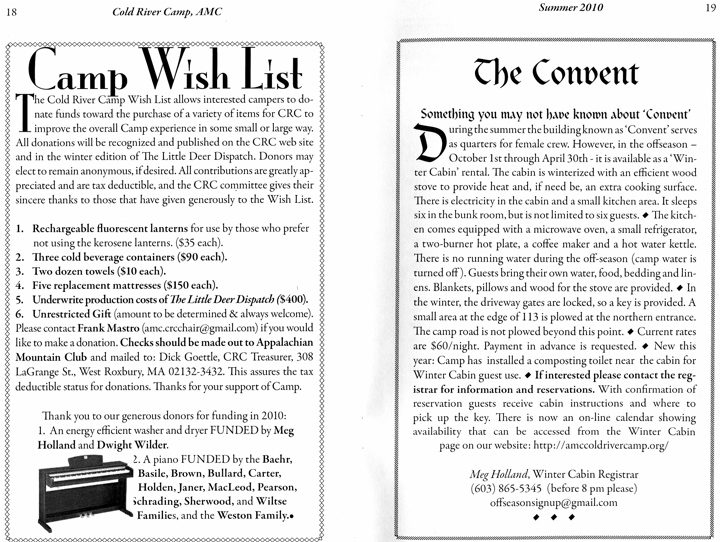 18
Cold River Camp, AMC
Camp Wish List
The Cold River Camp Wish List allows interested campers to do-
nate funds toward the purchase of a variety of items for CRC to
improve the overall Camp experience in some small or large way.
All donations will be recognized and published on the CRC web site
and in the winter edition of The Little Deer Dispatch. Donors may
elect to remain anonymous, if desired. All contributions are greatly ap-
preciated and are tax deductible, and the CRC committee gives their
sincere thanks to those that have given generously to the Wish List.
1. Rechargeable fluorescent lanterns for use by those who prefer
not using the kerosene lanterns. ($35 each).
2. Three cold beverage containers ($90 each).
3. Two dozen towels ($10 each).
4. Five replacement mattresses ($150 each).
5. Underwrite production costs of The Little Deer Dispatch ($400).
6. Unrestricted Gift (amount to be determined & always welcome).
Please contact Frank Mastro (amc.crcchair@gmail.com) if you would
like to make a donation. Checks should be made out to Appalachian
Mountain Club and mailed to: Dick Goettle, CRC Treasurer, 308
LaGrange St., West Roxbury, MA 02132-3432. This assures the tax
deductible status for donations. Thanks for your support of Camp.
Thank you to our generous donors for funding in 2010:
1. An energy efficient washer and dryer FUNDED by Meg
Holland and Dwight Wilder.
2. A piano FUNDED by the Baehr,
Basile, Brown, Bullard, Carter,
Holden, Janer, MacLeod, Pearson,
Schrading, Sherwood, and Wiltse
Families, and the Weston Family.•
Summer 2010
19
The Convent
Something you may not have known about 'Convent'
During the summer the building known as 'Convent' serves
as quarters for female crew. However, in the offseason –
October 1st through April 30th - it is available as a 'Win-
ter Cabin' rental. The cabin is winterized with an efficient wood
stove to provide heat and, if need be, an extra cooking surface.
There is electricity in the cabin and a small kitchen area. It sleeps
six in the bunk room, but is not limited to six guests. ◆ The kitch-
en comes equipped with a microwave oven, a small refrigerator,
a two-burner hot plate, a coffee maker and a hot water kettle.
There is no running water during the off-season (camp water is
turned off). Guests bring their own water, food, bedding and lin-
ens. Blankets, pillows and wood for the stove are provided. ◆ In
the winter, the driveway gates are locked, so a key is provided. A
small area at the edge of 113 is plowed at the northern entrance.
The camp road is not plowed beyond this point. ◆ Current rates
are $60/night. Payment in advance is requested. ◆ New this
year: Camp has installed a composting toilet near the cabin for
Winter Cabin guest use. ◆ If interested please contact the reg-
istrar for information and reservations. With confirmation of
reservation guests receive cabin instructions and where to
pick up the key. There is now an on-line calendar showing
availability that can be accessed from the Winter Cabin
page on our website: http://amccoldrivercamp.org/
Meg Holland, Winter Cabin Registrar
(603) 865-5345 (before 8 pm please)
offseasonsignup@gmail.com
◆ ◆ ◆